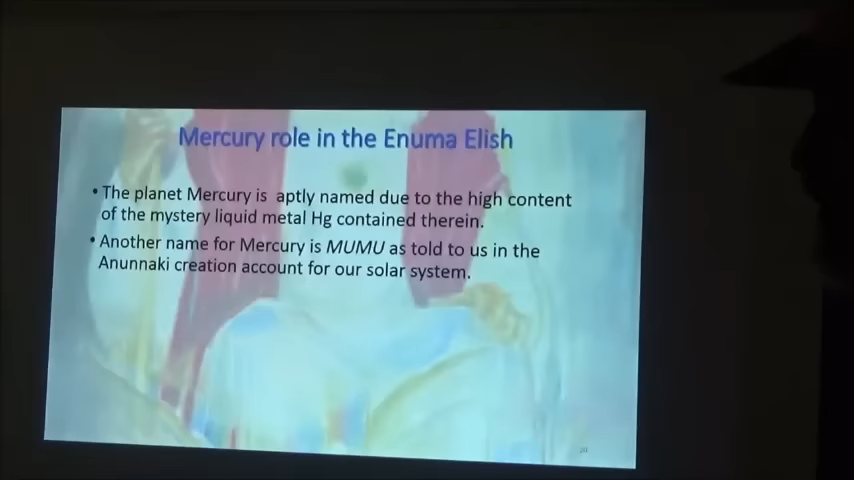 Mercury role in the Enuma Elish
• The planet Mercury is aptly named due to the high content
of the mystery liquid metal Hg contained therein.
• Another name for Mercury is MUMU as told to us in the
Anunnaki creation account for our solar system.